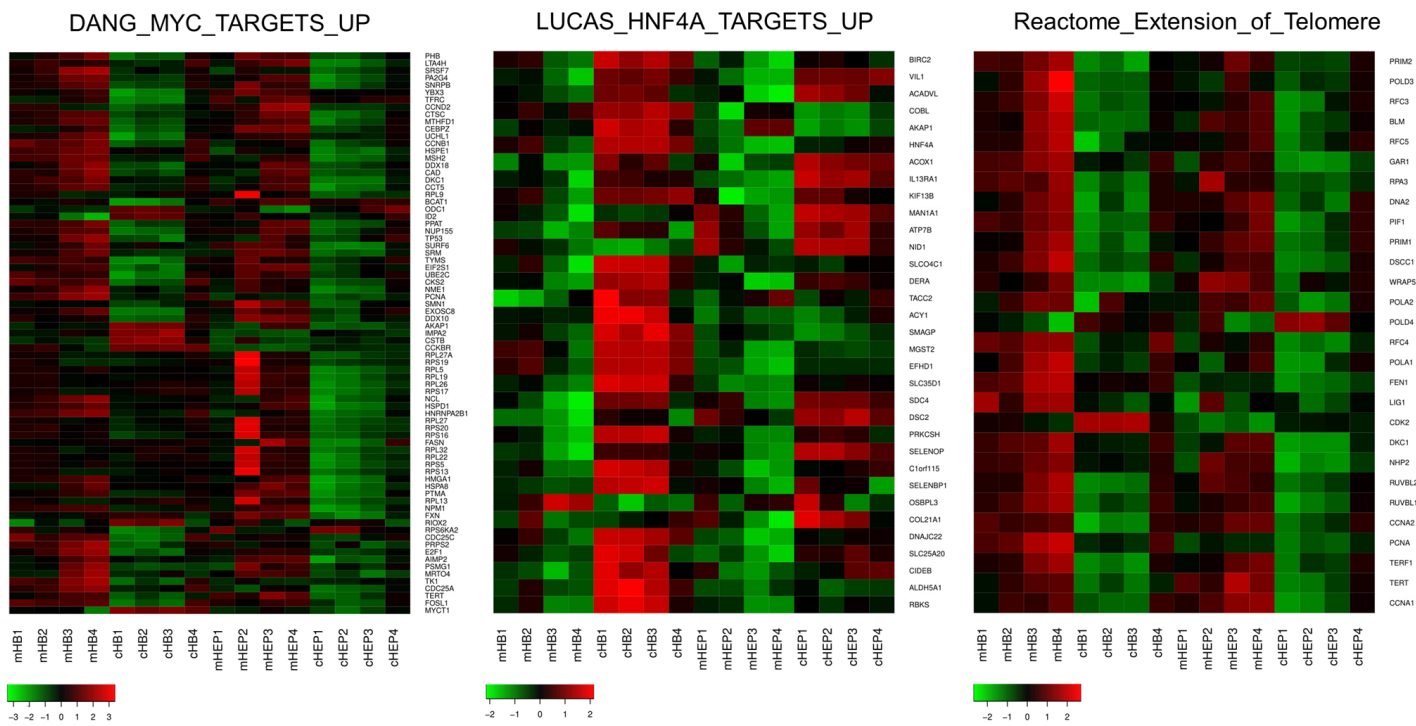 DANG_MYC_TARGETS_UP
PHB
LTA4H
SRSF7
PA2G4
SNRPB
YBX3
TFRC
CCND2
CTSC
MTHFD1
CEBPZ
UCHL1
CCNB1
HSPE1
MSH2
DDX18
CAD
DKC1
CCT5
RPL9
BCAT1
ODC1
ID2
PPAT
NUP155
TP53
SURF6
SRM
TYMS
EIF2S1
UBE2C
CKS2
NME1
PCNA
SMN1
EXOSC8
DDX10
AKAP1
IMPA2
CSTB
CCKBR
RPL27A
RPS19
RPL5
RPL19
RPL26
RPS17
NCL
HSPD1
HNRNPA2B1
RPL27
RPS20
RPS16
FASN
RPL32
RPL22
RPS5
RPS13
HMGA1
HSPA8
PTMA
RPL13
NPM1
FXN
RIOX2
RPS6KA2
CDC25C
PRPS2
E2F1
AIMP2
PSMG1
MRTO4
TK1
CDC25A
TERT
FOSL1
MYCT1
mHB1 mHB2 mHB3 mHB4 cHB1 cHB2 cHB3 cHB4 mHEP1 mHEP2 mHEP3 mHEP4 cHEP1 cHEP2 cHEP3 cHEP4
−3 −2 −1 0 1 2 3
LUCAS_HNF4A_TARGETS_UP
BIRC2
VIL1
ACADVL
COBL
AKAP1
HNF4A
ACOX1
IL13RA1
KIF13B
MAN1A1
ATP7B
NID1
SLCO4C1
DERA
TACC2
ACY1
SMAGP
MGST2
EFHD1
SLC35D1
SDC4
DSC2
PRKCSH
SELENOP
C1orf115
SELENBP1
OSBPL3
COL21A1
DNAJC22
SLC25A20
CIDEB
ALDH5A1
RBKS
mHB1 mHB2 mHB3 mHB4 cHB1 cHB2 cHB3 cHB4 mHEP1 mHEP2 mHEP3 mHEP4 cHEP1 cHEP2 cHEP3 cHEP4
−2 −1 0 1 2
Reactome_Extension_of_Telomere
PRIM2
POLD3
RFC3
BLM
RFC5
GAR1
RPA3
DNA2
PIF1
PRIM1
DSCC1
WRAP5
POLA2
POLD4
RFC4
POLA1
FEN1
LIG1
CDK2
DKC1
NHP2
RUVBL2
RUVBL1
CCNA2
PCNA
TERF1
TERT
CCNA1
mHB1 mHB2 mHB3 mHB4 cHB1 cHB2 cHB3 cHB4 mHEP1 mHEP2 mHEP3 mHEP4 cHEP1 cHEP2 cHEP3 cHEP4
−2 −1 0 1 2